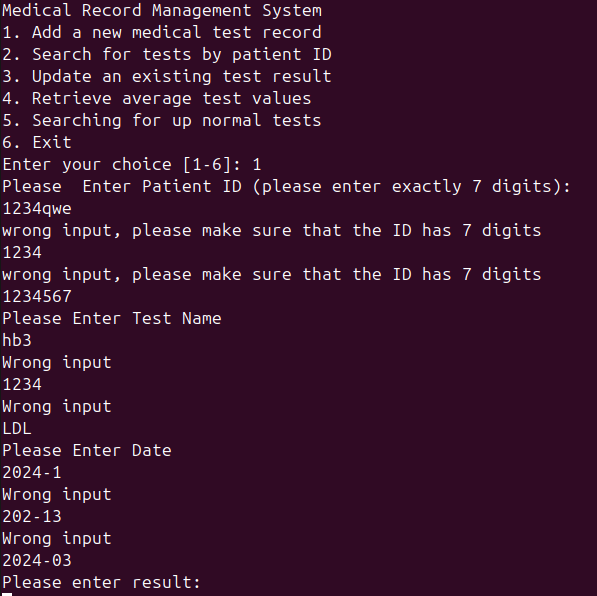 Medical Record Management System
1. Add a new medical test record
2. Search for tests by patient ID
3. Update an existing test result
4. Retrieve average test values
5. Searching for up normal tests
6. Exit
Enter your choice [1-6]: 1
Please  Enter Patient ID (please enter exactly 7 digits):
1234qwe
wrong input, please make sure that the ID has 7 digits
1234
wrong input, please make sure that the ID has 7 digits
1234567
Please Enter Test Name
hb3
Wrong input
1234
Wrong input
LDL
Please Enter Date
2024-1
Wrong input
202-13
Wrong input
2024-03
Please enter result: